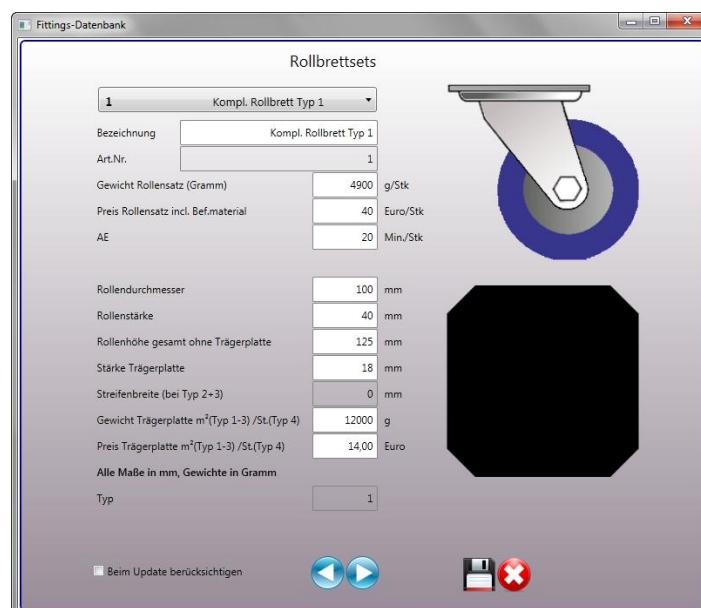 Fittings-Datenbank
Rollbrettsets
1 Kompl. Rollbrett Typ 1
Bezeichnung Kompl. Rollbrett Typ 1
Art.Nr. 1
Gewicht Rollensatz (Gramm) 4900 g/Stk
Preis Rollensatz incl. Bef.material 40 Euro/Stk
AE 20 Min./Stk
Rollendurchmesser 100 mm
Rollenstärke 40 mm
Rollenhöhe gesamt ohne Trägerplatte 125 mm
Stärke Trägerplatte 18 mm
Streifenbreite (bei Typ 2+3) 0 mm
Gewicht Trägerplatte m²(Typ 1-3) /St.(Typ 4) 12000 g
Preis Trägerplatte m²(Typ 1-3) /St.(Typ 4) 14,00 Euro
Alle Maße in mm, Gewichte in Gramm
Typ 1
Beim Update berücksichtigen